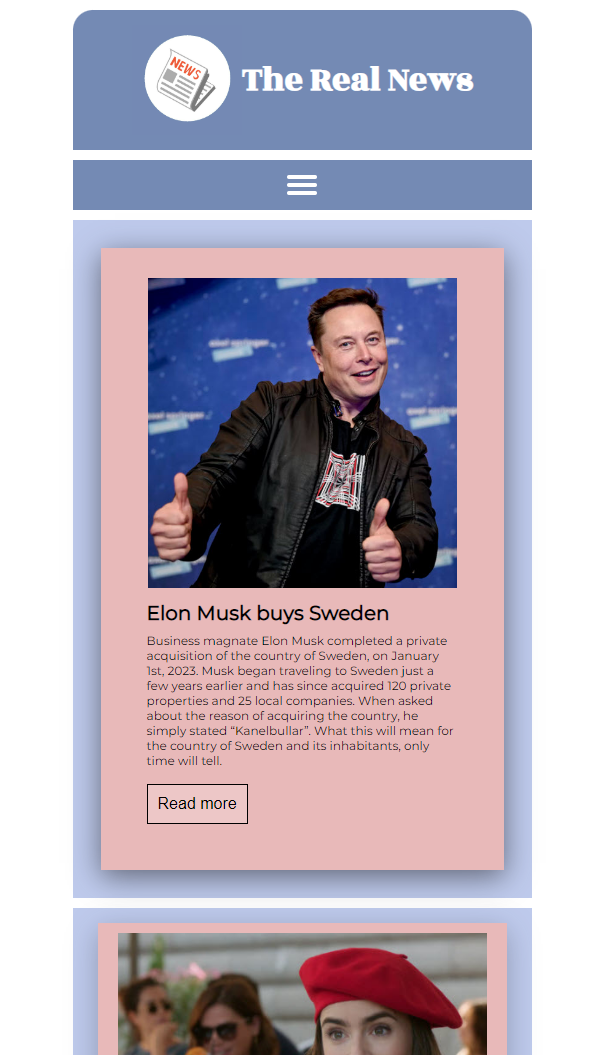 NEWS
The Real News
Elon Musk buys Sweden
Business magnate Elon Musk completed a private
acquisition of the country of Sweden, on January
1st, 2023. Musk began traveling to Sweden just a
few years earlier and has since acquired 120 private
properties and 25 local companies. When asked
about the reason of acquiring the country, he
simply stated “Kanelbullar”. What this will mean for
the country of Sweden and its inhabitants, only
time will tell.
Read more